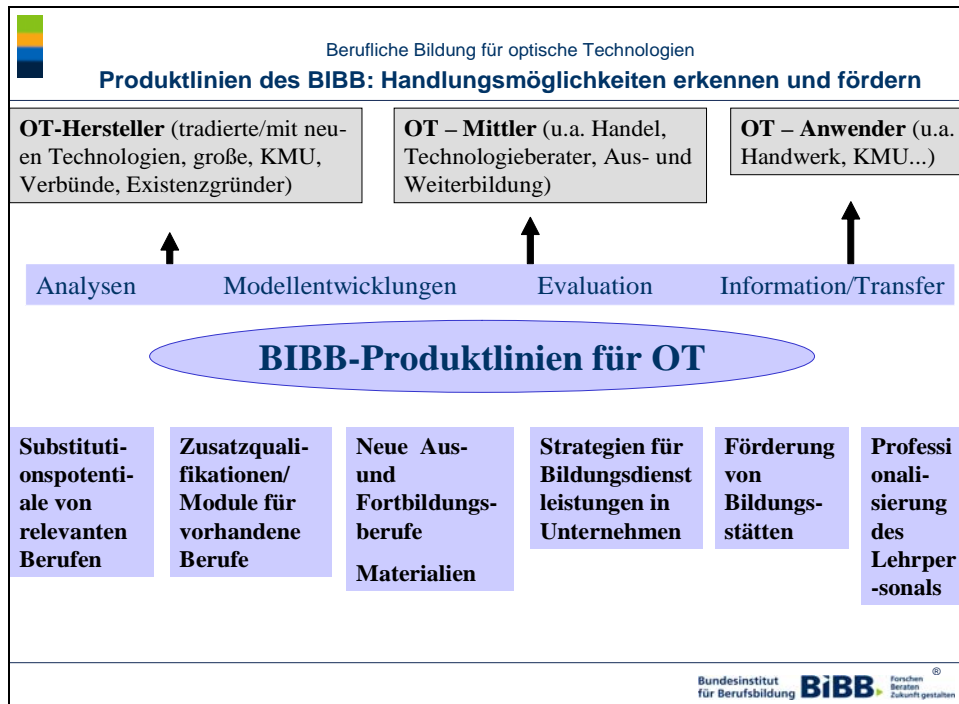 Berufliche Bildung für optische Technologien
Produktlinien des BIBB: Handlungsmöglichkeiten erkennen und fördern
OT-Hersteller (tradierte/mit neu-
en Technologien, große, KMU,
Verbünde, Existenzgründer)
OT – Mittler (u.a. Handel,
Technologieberater, Aus- und
Weiterbildung)
OT – Anwender (u.a.
Handwerk, KMU...)
Analysen Modellentwicklungen Evaluation Information/Transfer
BIBB-Produktlinien für OT
Substituti-
onspotenti-
ale von
relevanten
Berufen
Zusatzquali-
fikationen/
Module für
vorhandene
Berufe
Neue Aus-
und
Fortbildungs-
berufe
Materialien
Strategien für
Bildungsdienst
leistungen in
Unternehmen
Förderung
von
Bildungs-
stätten
Professi
onali-
sierung
des
Lehrper
-sonals
Bundesinstitut
für Berufsbildung
BiBB
Forschen
Beraten
Zukunft gestalten
®